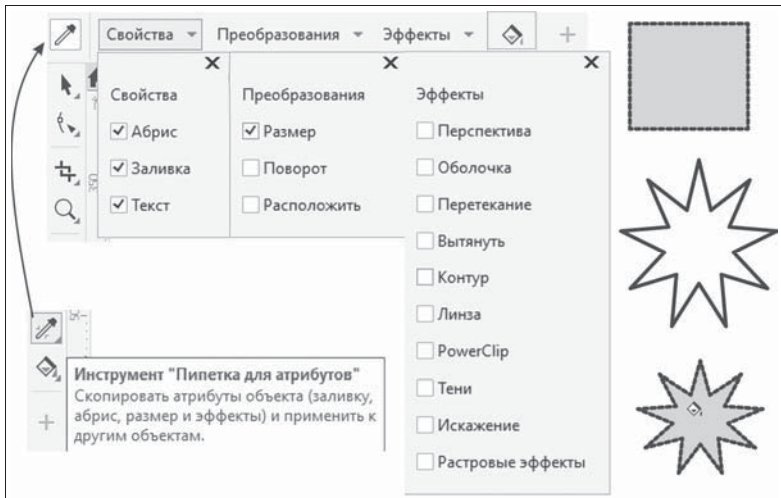 Свойства Преобразования Эффекты
Свойства
Абрис
Заливка
Текст
Преобразования
Размер
Поворот
Расположить
Эффекты
Перспектива
Оболочка
Перетекание
Вытянуть
Контур
Линза
PowerClip
Тени
Искажение
Растровые эффекты
Инструмент "Пипетка для атрибутов"
Скопировать атрибуты объекта (заливку,
абрис, размер и эффекты) и применить к
другим объектам.